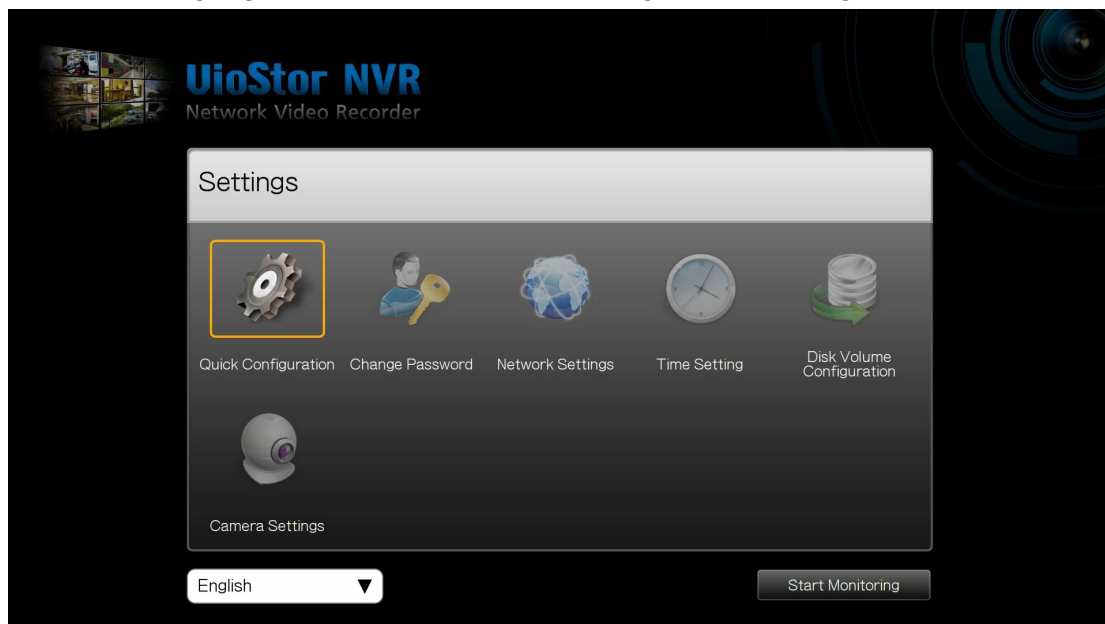 VioStor NVR
Network Video Recorder
Settings
Quick Configuration
Change Password
Network Settings
Time Setting
Disk Volume
Configuration
Camera Settings
English
Start Monitoring